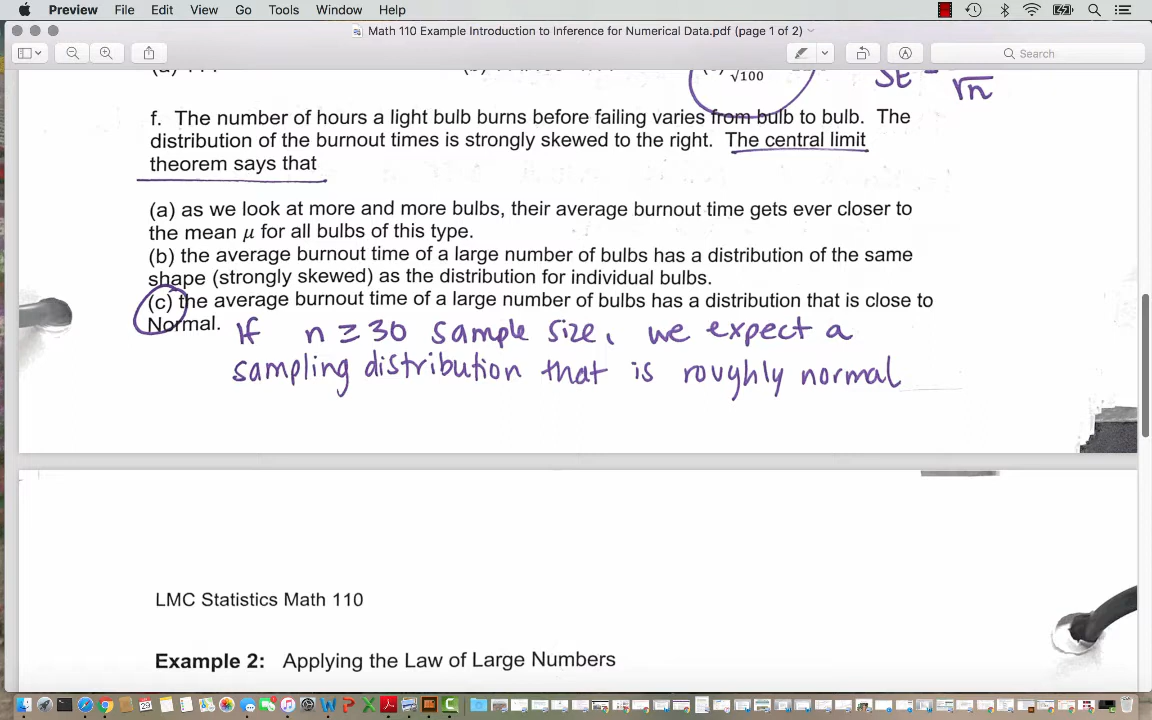 Preview File Edit View Go Tools Window Help
Math 110 Example Introduction to Inference for Numerical Data.pdf (page 1 of 2)
Search
√100
SE =
√n
f. The number of hours a light bulb burns before failing varies from bulb to bulb. The
distribution of the burnout times is strongly skewed to the right. The central limit
theorem says that
(a) as we look at more and more bulbs, their average burnout time gets ever closer to
the mean μ for all bulbs of this type.
(b) the average burnout time of a large number of bulbs has a distribution of the same
shape (strongly skewed) as the distribution for individual bulbs.
(c) the average burnout time of a large number of bulbs has a distribution that is close to
Normal.
If n ≥ 30 sample size, we expect a
sampling distribution that is roughly normal
LMC Statistics Math 110
Example 2: Applying the Law of Large Numbers